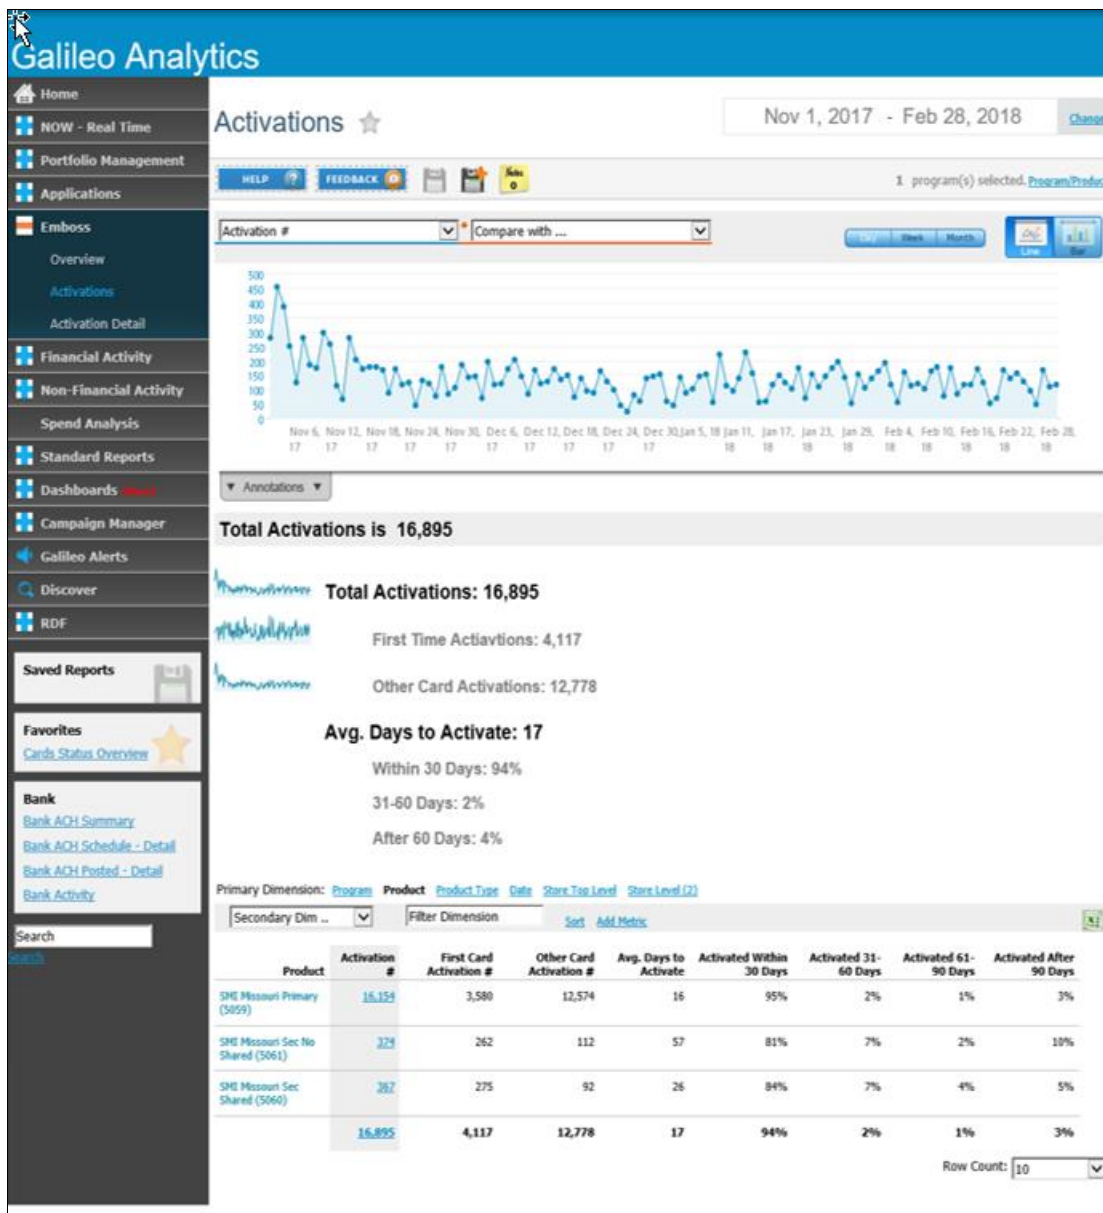 Galileo Analytics
Home
NOW - Real Time
Portfolio Management
Applications
Emboss
Overview
Activations
Activation Detail
Financial Activity
Non-Financial Activity
Spend Analysis
Standard Reports
Dashboards
Campaign Manager
Galileo Alerts
Discover
RDF
Saved Reports
Favorites
Cards Status Overview
Bank
Bank ACH Summary
Bank ACH Schedule - Detail
Bank ACH Posted - Detail
Bank Activity
Search
Search
Activations
Nov 1, 2017 - Feb 28, 2018
Change
HELP ?
FEEDBACK
Notes
0
1 program(s) selected. Program/Produc
Activation #
Compare with ...
Day Week Month
Line
Bar
500
450
400
350
300
250
200
150
100
50
0
Nov 6, Nov 12, Nov 18, Nov 24, Nov 30, Dec 6, Dec 12, Dec 18, Dec 24, Dec 30, Jan 5, 18 Jan 11, Jan 17, Jan 23, Jan 29, Feb 4, Feb 10, Feb 16, Feb 22, Feb 28,
17 17 17 17 17 17 17 17 17 17 18 18 18 18 18 18 18 18
▼ Annotations ▼
Total Activations is 16,895
Total Activations: 16,895
First Time Actiavtions: 4,117
Other Card Activations: 12,778
Avg. Days to Activate: 17
Within 30 Days: 94%
31-60 Days: 2%
After 60 Days: 4%
Primary Dimension: Program Product Product Type Date Store Top Level Store Level (2)
Secondary Dim ..
Filter Dimension
Sort Add Metric
Product Activation # First Card Activation # Other Card Activation # Avg. Days to Activate Activated Within 30 Days Activated 31-60 Days Activated 61-90 Days Activated After 90 Days
SMI Missouri Primary (5059) 16,154 3,580 12,574 16 95% 2% 1% 3%
SMI Missouri Sec No Shared (5061) 374 262 112 57 81% 7% 2% 10%
SMI Missouri Sec Shared (5060) 367 275 92 26 84% 7% 4% 5%
16,895 4,117 12,778 17 94% 2% 1% 3%
Row Count: 10